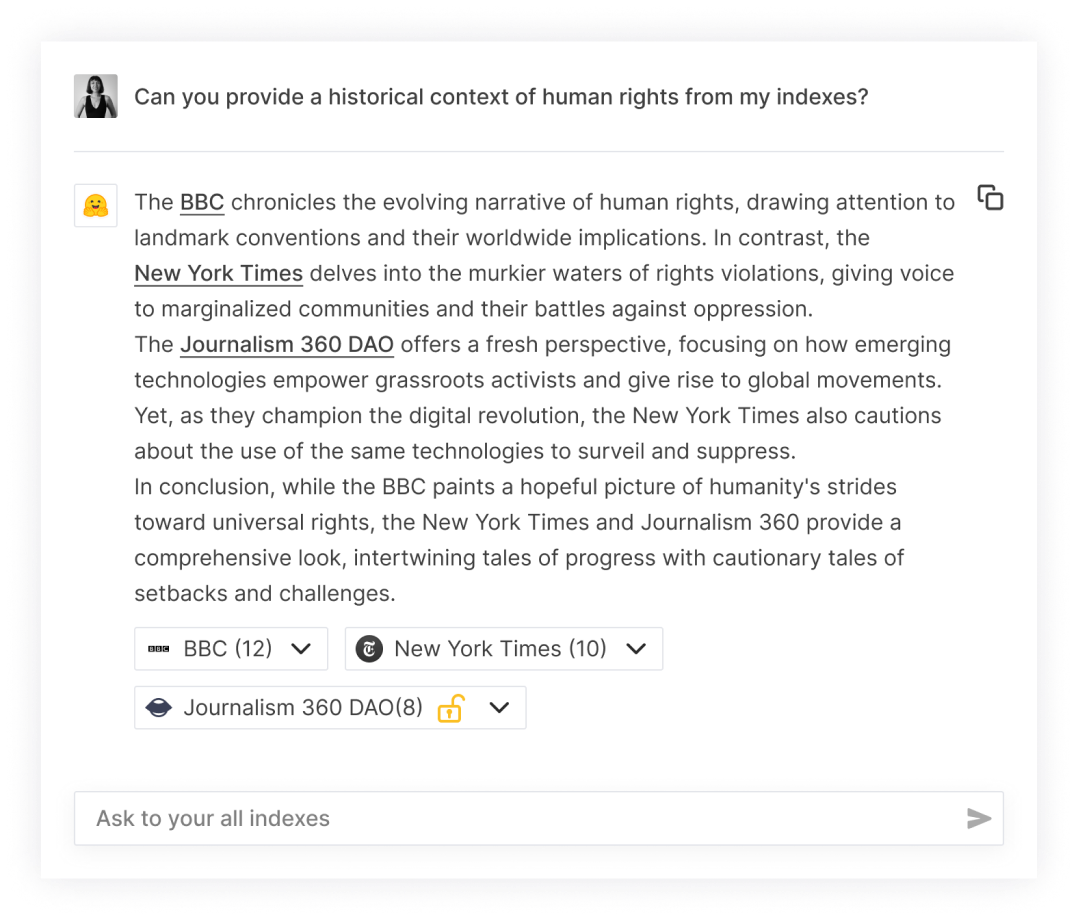 Can you provide a historical context of human rights from my indexes?
The BBC chronicles the evolving narrative of human rights, drawing attention to
landmark conventions and their worldwide implications. In contrast, the
New York Times delves into the murkier waters of rights violations, giving voice
to marginalized communities and their battles against oppression.
The Journalism 360 DAO offers a fresh perspective, focusing on how emerging
technologies empower grassroots activists and give rise to global movements.
Yet, as they champion the digital revolution, the New York Times also cautions
about the use of the same technologies to surveil and suppress.
In conclusion, while the BBC paints a hopeful picture of humanity's strides
toward universal rights, the New York Times and Journalism 360 provide a
comprehensive look, intertwining tales of progress with cautionary tales of
setbacks and challenges.
BBC BBC (12) T New York Times (10)
Journalism 360 DAO(8)
Ask to your all indexes